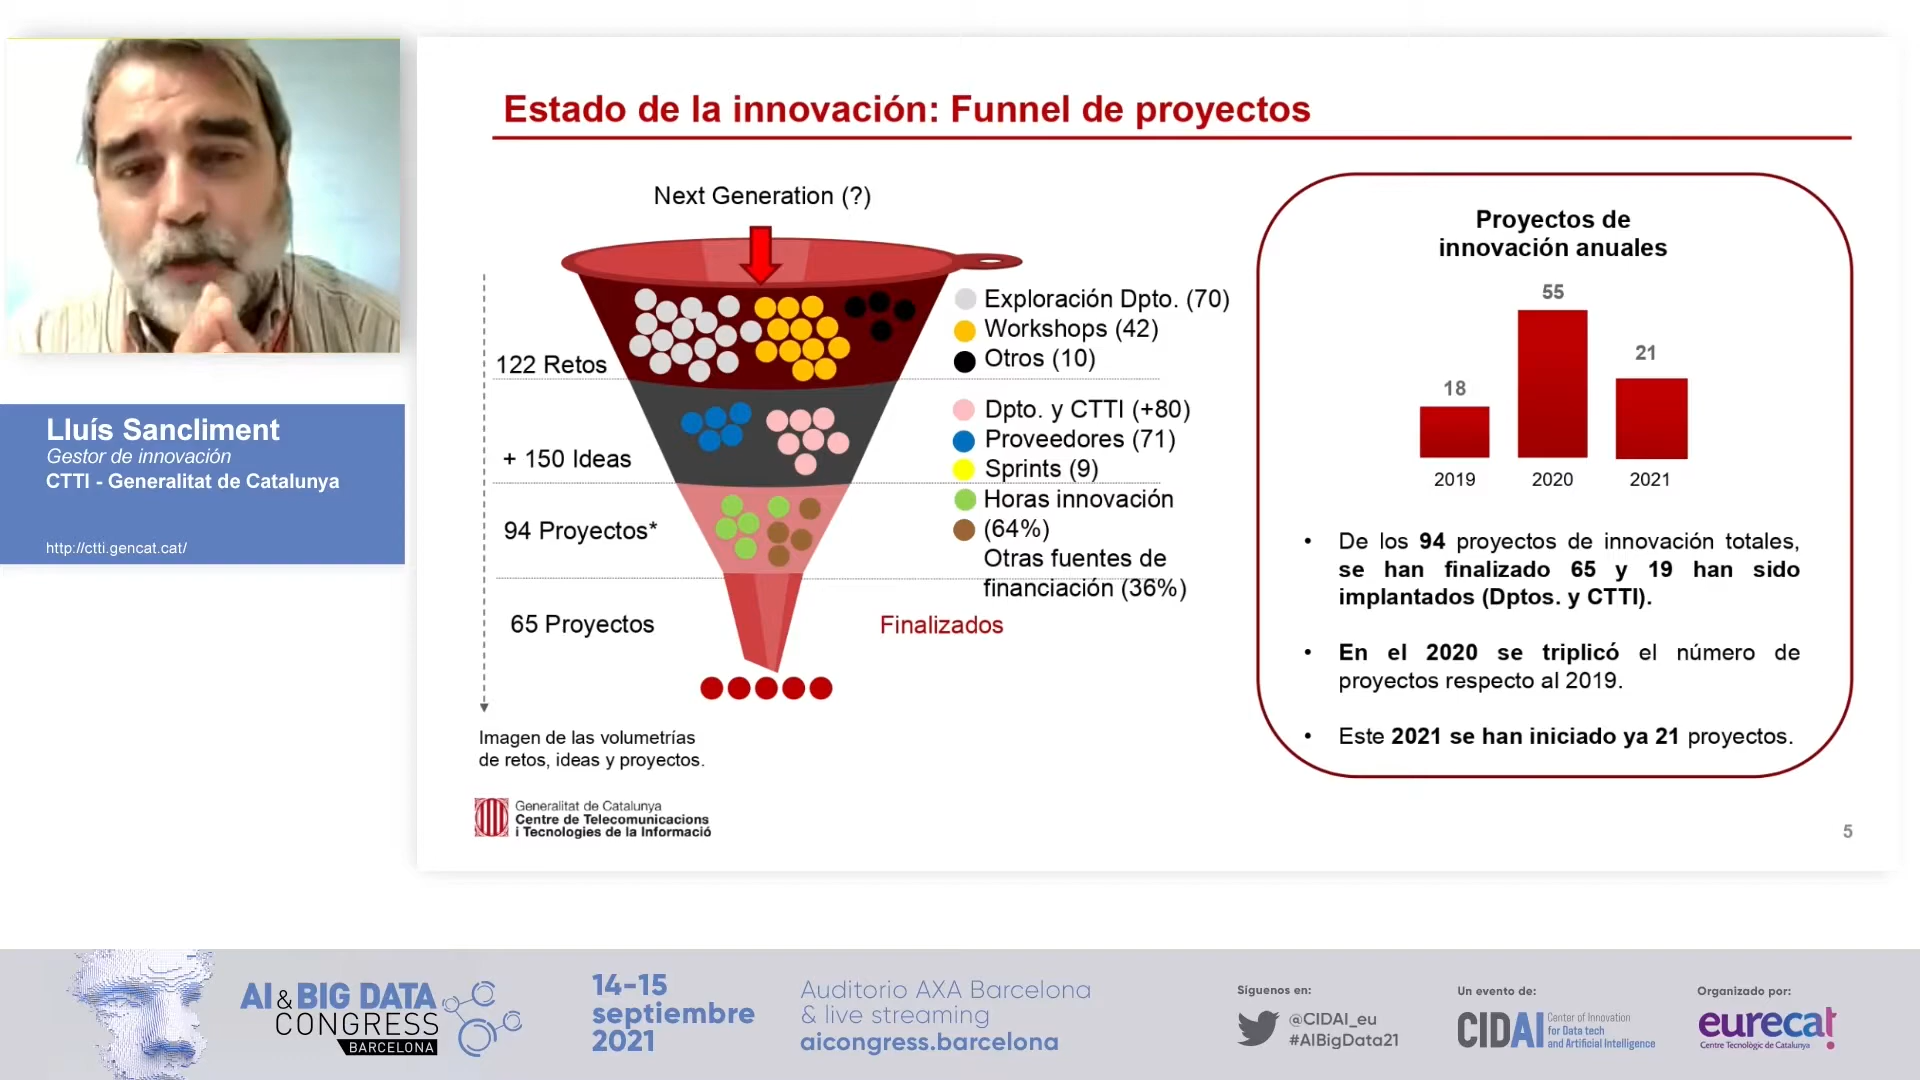 Lluís Sancliment
Gestor de innovación
CTTI - Generalitat de Catalunya
http://ctti.gencat.cat/
Estado de la innovación: Funnel de proyectos
Next Generation (?)
122 Retos
+ 150 Ideas
94 Proyectos*
65 Proyectos
Exploración Dpto. (70)
Workshops (42)
Otros (10)
Dpto. y CTTI (+80)
Proveedores (71)
Sprints (9)
Horas innovación
(64%)
Otras fuentes de
financiación (36%)
Finalizados
Imagen de las volumetrías
de retos, ideas y proyectos.
Generalitat de Catalunya
Centre de Telecomunicacions
i Tecnologies de la Informació
Proyectos de
innovación anuales
55
21
18
2019 2020 2021
• De los 94 proyectos de innovación totales,
se han finalizado 65 y 19 han sido
implantados (Dptos. y CTTI).
• En el 2020 se triplicó el número de
proyectos respecto al 2019.
• Este 2021 se han iniciado ya 21 proyectos.
5
AI & BIG DATA
CONGRESS
BARCELONA
14-15
septiembre
2021
Auditorio AXA Barcelona
& live streaming
aicongress.barcelona
Síguenos en:
@CIDAI_eu
#AIBigData21
Un evento de:
CIDAI
Center of Innovation
for Data tech
and Artificial Intelligence
Organizado por:
eurecat
Centre Tecnològic de Catalunya